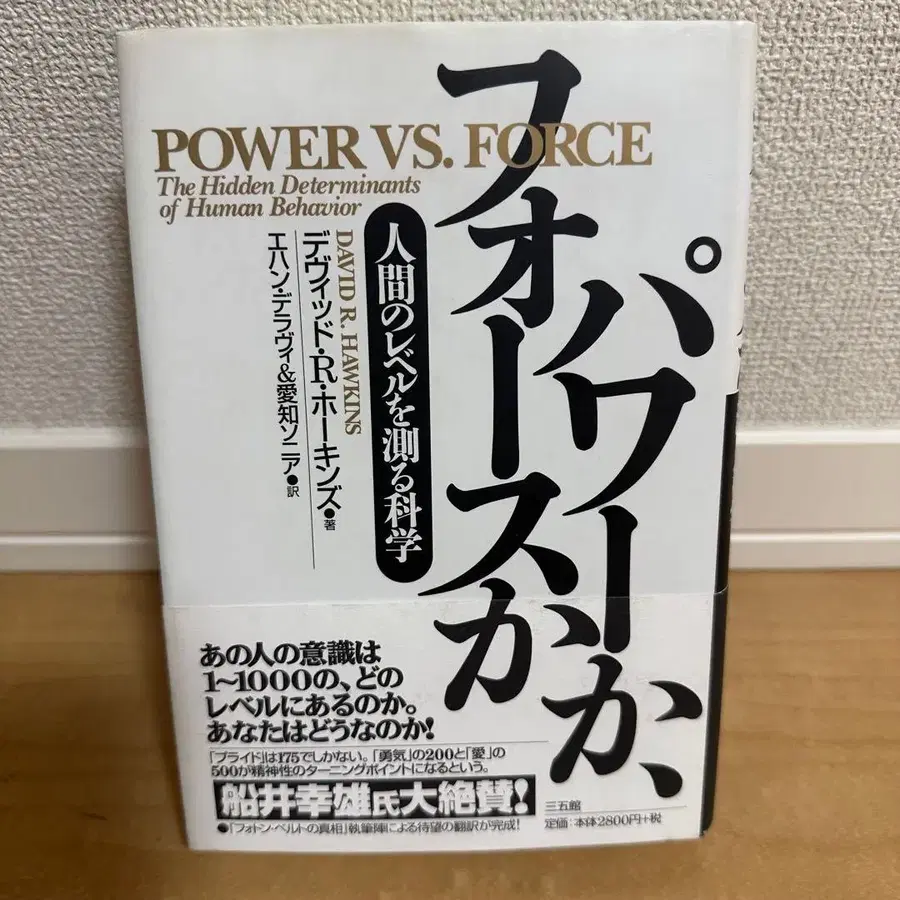 POWER VS. FORCE
The Hidden Determinants
of Human Behavior
パワーか、
フォースか
人間のレベルを測る科学
DAVID R. HAWKINS
デヴィッド・R・ホーキンズ●著
エハン・デラヴィ&愛知ソニア●訳
あの人の意識は
1~1000の、どの
レベルにあるのか。
あなたはどうなのか!
「プライド」は175でしかない。「勇気」の200と「愛」の
500が精神性のターニングポイントになるという。
船井幸雄氏大絶賛!
●「フォトン・ベルトの真相」執筆陣による待望の翻訳が完成!
三五館
定価:本体2800円+税